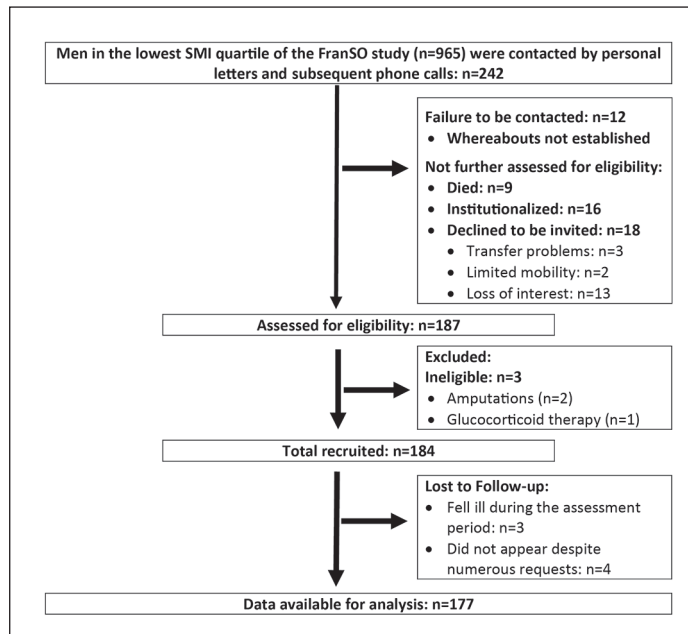 Men in the lowest SMI quartile of the FranSO study (n=965) were contacted by personal
letters and subsequent phone calls: n=242
Failure to be contacted: n=12
• Whereabouts not established
Not further assessed for eligibility:
• Died: n=9
• Institutionalized: n=16
• Declined to be invited: n=18
• Transfer problems: n=3
• Limited mobility: n=2
• Loss of interest: n=13
Assessed for eligibility: n=187
Excluded:
Ineligible: n=3
• Amputations (n=2)
• Glucocorticoid therapy (n=1)
Total recruited: n=184
Lost to Follow-up:
• Fell ill during the assessment
period: n=3
• Did not appear despite
numerous requests: n=4
Data available for analysis: n=177